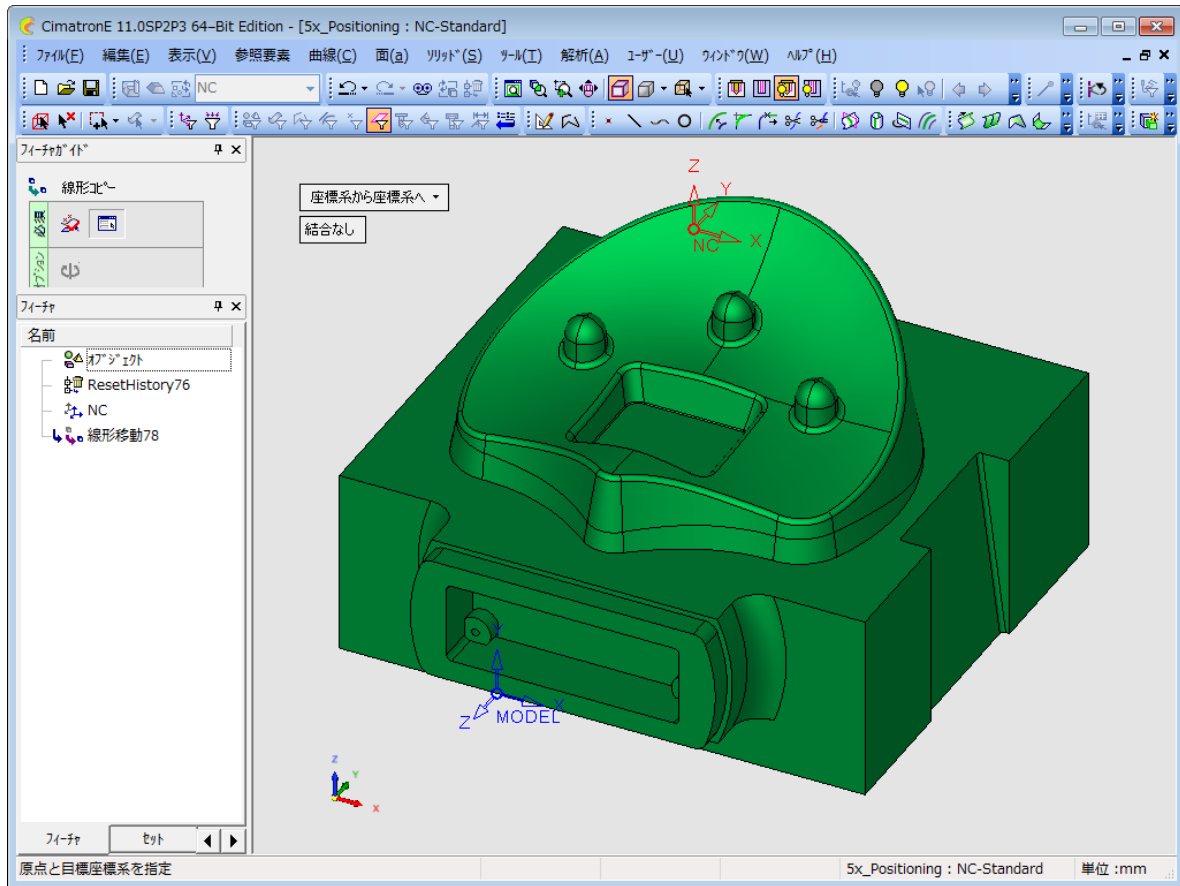 CimatronE 11.0SP2P3 64–Bit Edition - [5x_Positioning : NC-Standard]
ﾌｧｲﾙ(F) 編集(E) 表示(V) 参照要素 曲線(C) 面(a) ｿﾘｯﾄﾞ(S) ﾂｰﾙ(T) 解析(A) ﾕｰｻﾞｰ(U) ｳｨﾝﾄﾞｳ(W) ﾍﾙﾌﾟ(H)
NC
ﾌｨｰﾁｬｶﾞｲﾄﾞ
線形ｺﾋﾟｰ
必須
ｵﾌﾟｼｮﾝ
ﾌｨｰﾁｬ
名前
ｵﾌﾞｼﾞｪｸﾄ
ResetHistory76
NC
線形移動78
座標系から座標系へ
結合なし
Z
Y
X
NC
Y
X
Z
MODEL
Z
Y
X
ﾌｨｰﾁｬ ｾｯﾄ
原点と目標座標系を指定
5x_Positioning : NC-Standard 単位 :mm